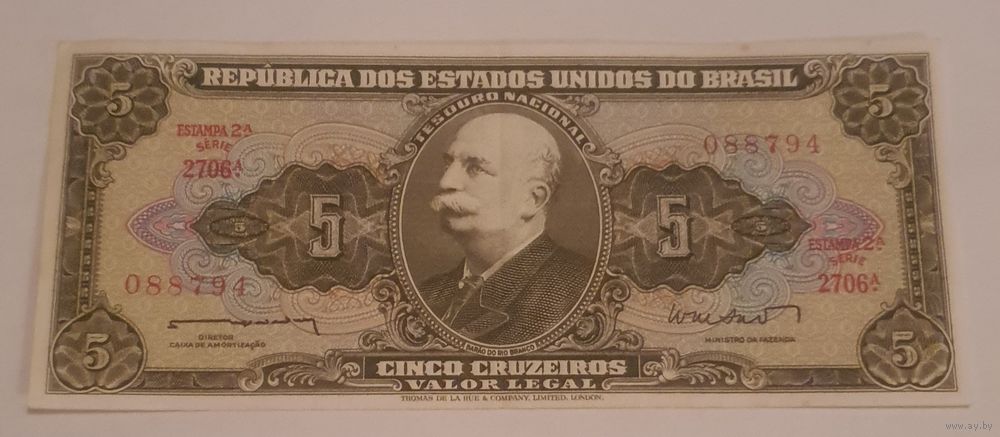 REPÚBLICA DOS ESTADOS UNIDOS DO BRASIL
5
5
TESOURO NACIONAL
ESTAMPA 2ª
SÉRIE
2706ª
088794
5
5
5
5
ESTAMPA 2ª
SÉRIE
2706ª
088794
DIRETOR
CAIXA DE AMORTIZAÇÃO
MINISTRO DA FAZENDA
BARÃO DO RIO BRANCO
5
5
CINCO CRUZEIROS
VALOR LEGAL
THOMAS DE LA RUE & COMPANY, LIMITED, LONDON.
www.ay.by